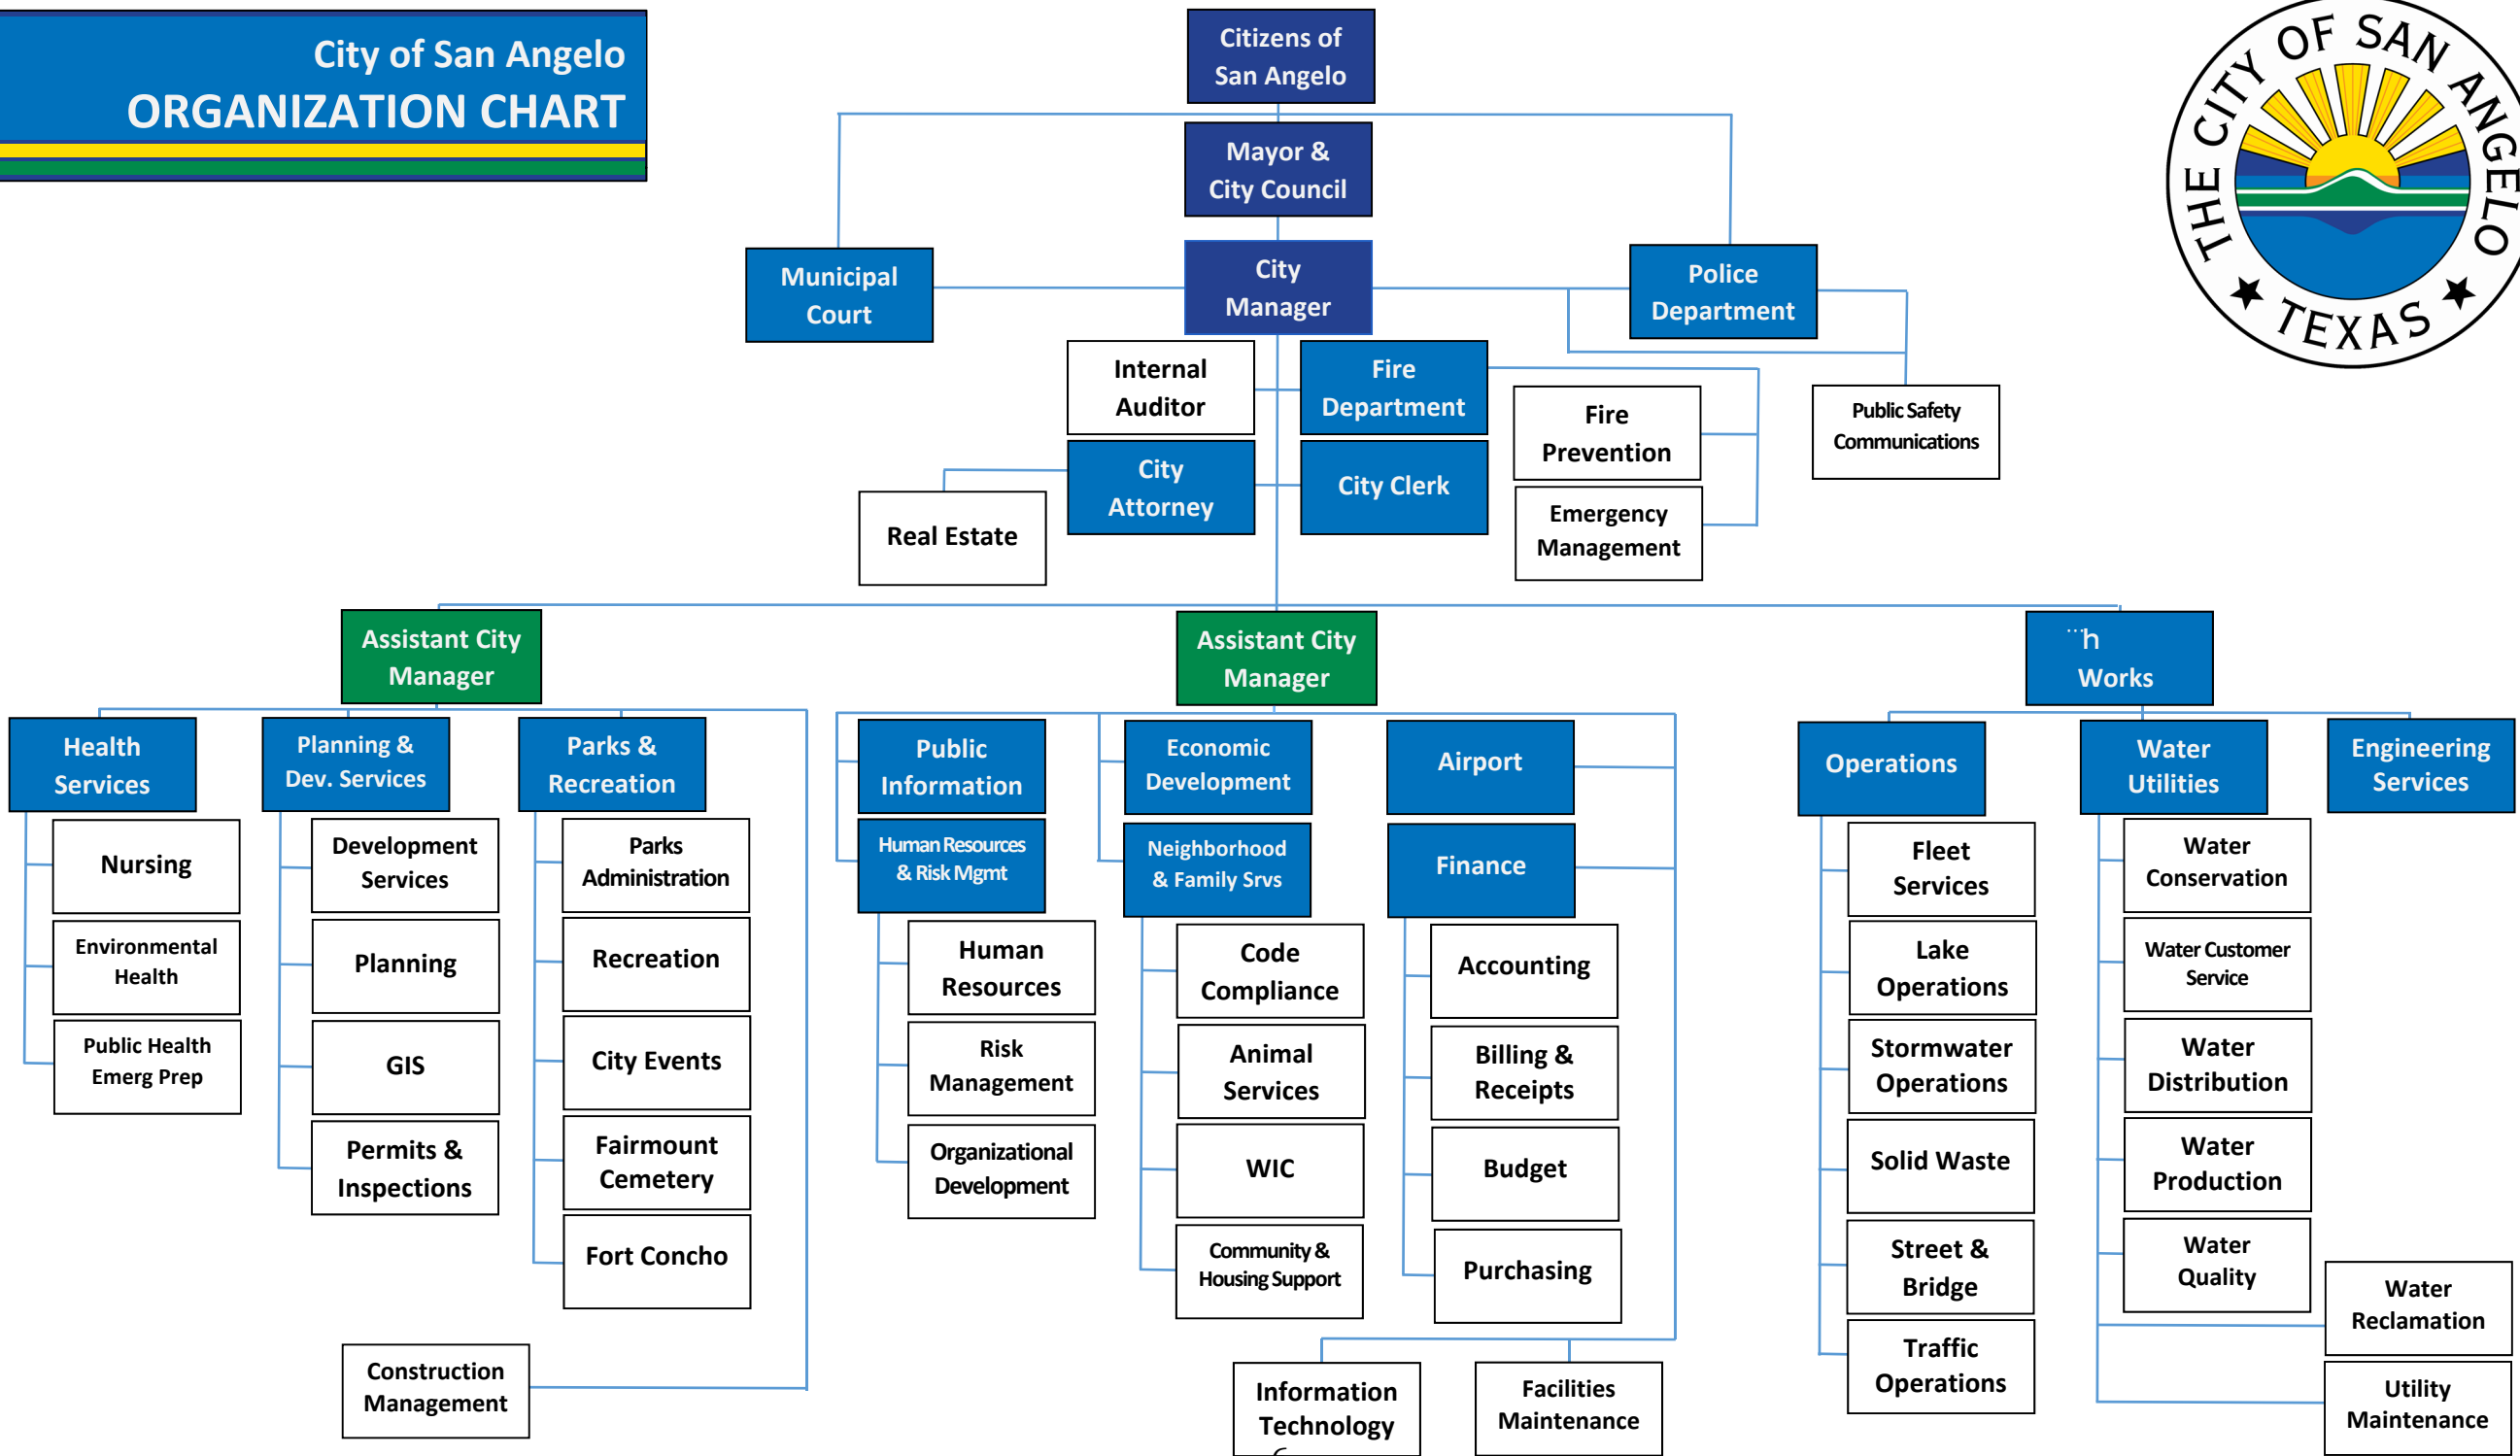 City of San Angelo
ORGANIZATION CHART
THE CITY OF SAN ANGELO
TEXAS
Citizens of
San Angelo
Mayor &
City Council
Municipal
Court
City
Manager
Police
Department
Internal
Auditor
Fire
Department
Fire
Prevention
Public Safety
Communications
City
Attorney
City Clerk
Real Estate
Emergency
Management
Assistant City
Manager
Assistant City
Manager
Works
Health
Services
Planning &
Dev. Services
Parks &
Recreation
Public
Information
Economic
Development
Airport
Operations
Water
Utilities
Engineering
Services
Human Resources
& Risk Mgmt
Neighborhood
& Family Srvs
Finance
Nursing
Environmental
Health
Public Health
Emerg Prep
Development
Services
Planning
GIS
Permits &
Inspections
Parks
Administration
Recreation
City Events
Fairmount
Cemetery
Fort Concho
Construction
Management
Human
Resources
Risk
Management
Organizational
Development
Code
Compliance
Animal
Services
WIC
Community &
Housing Support
Accounting
Billing &
Receipts
Budget
Purchasing
Information
Technology
Facilities
Maintenance
Fleet
Services
Lake
Operations
Stormwater
Operations
Solid Waste
Street &
Bridge
Traffic
Operations
Water
Conservation
Water Customer
Service
Water
Distribution
Water
Production
Water
Quality
Water
Reclamation
Utility
Maintenance